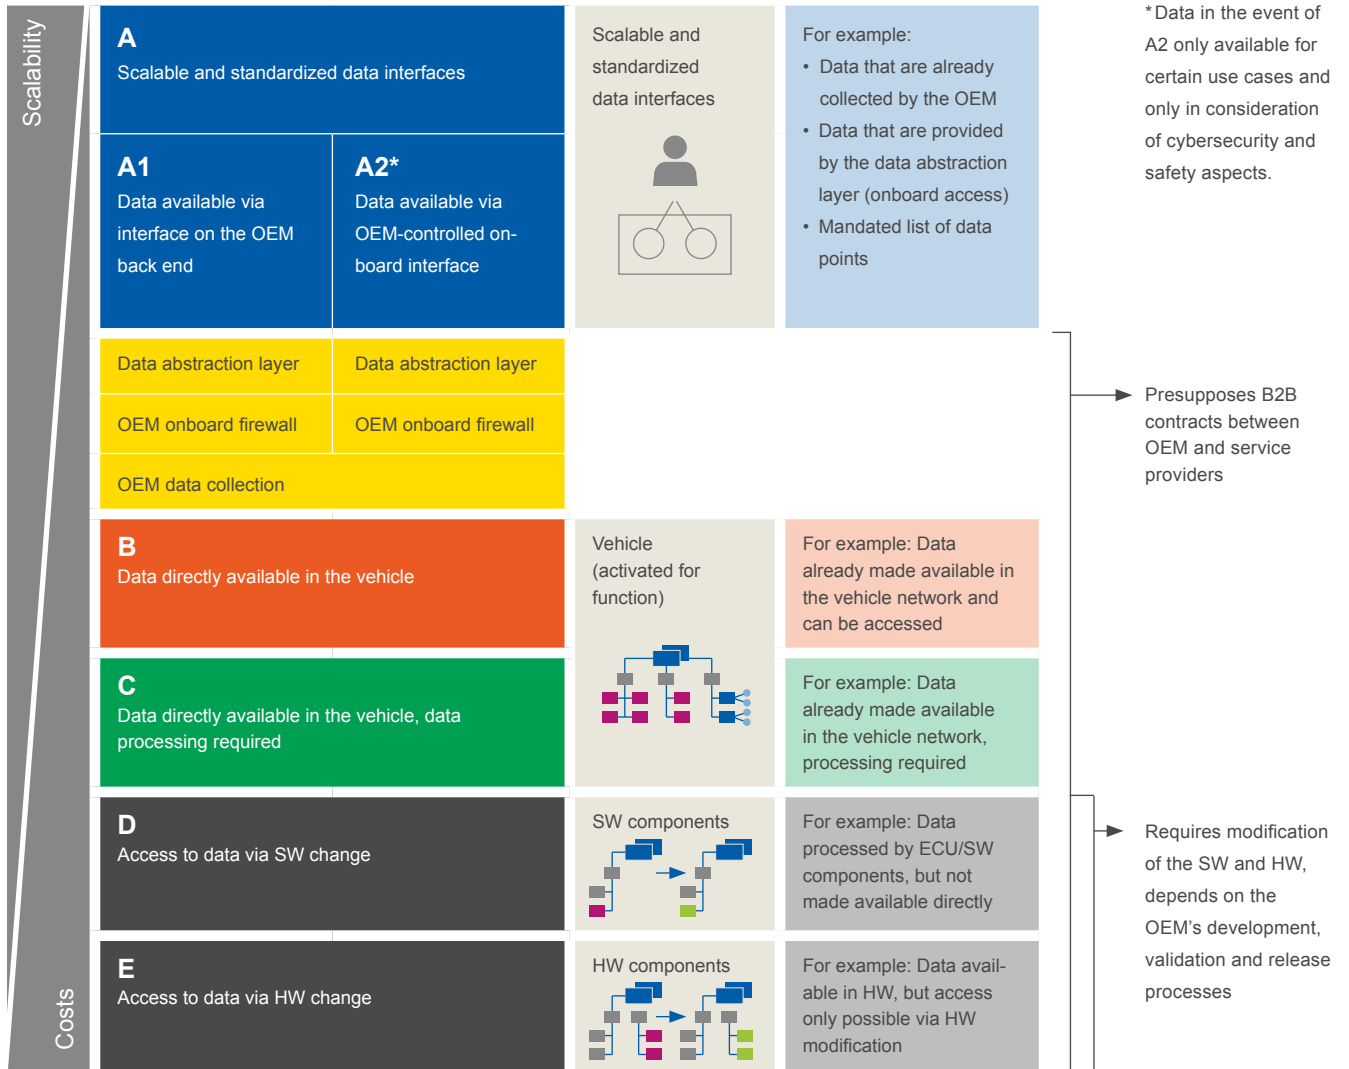 Scalability
A
Scalable and standardized data interfaces
Scalable and
standardized
data interfaces
For example:
• Data that are already
collected by the OEM
• Data that are provided
by the data abstraction
layer (onboard access)
• Mandated list of data
points
* Data in the event of
A2 only available for
certain use cases and
only in consideration
of cybersecurity and
safety aspects.
A1
Data available via
interface on the OEM
back end
A2*
Data available via
OEM-controlled on-
board interface
Data abstraction layer
Data abstraction layer
OEM onboard firewall
OEM onboard firewall
OEM data collection
Presupposes B2B
contracts between
OEM and service
providers
B
Data directly available in the vehicle
Vehicle
(activated for
function)
For example: Data
already made available in
the vehicle network and
can be accessed
C
Data directly available in the vehicle, data
processing required
For example: Data
already made available
in the vehicle network,
processing required
D
Access to data via SW change
SW components
For example: Data
processed by ECU/SW
components, but not
made available directly
Requires modification
of the SW and HW,
depends on the
OEM's development,
validation and release
processes
E
Access to data via HW change
HW components
For example: Data avail-
able in HW, but access
only possible via HW
modification
Costs